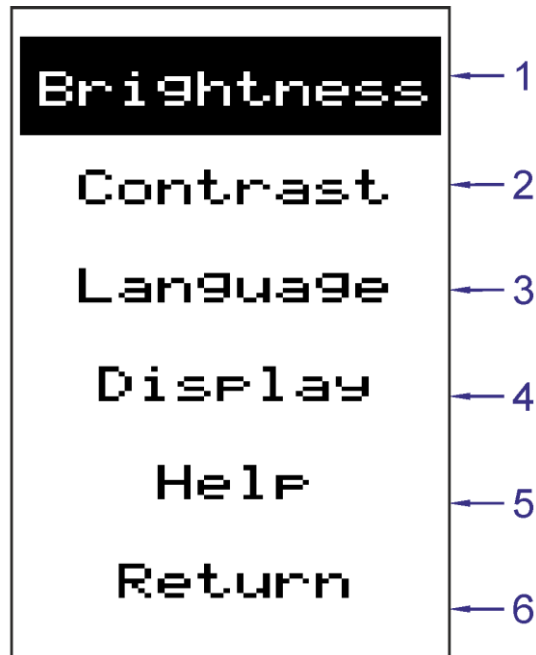 Brightness 1
Contrast 2
Language 3
Display 4
Help 5
Return 6